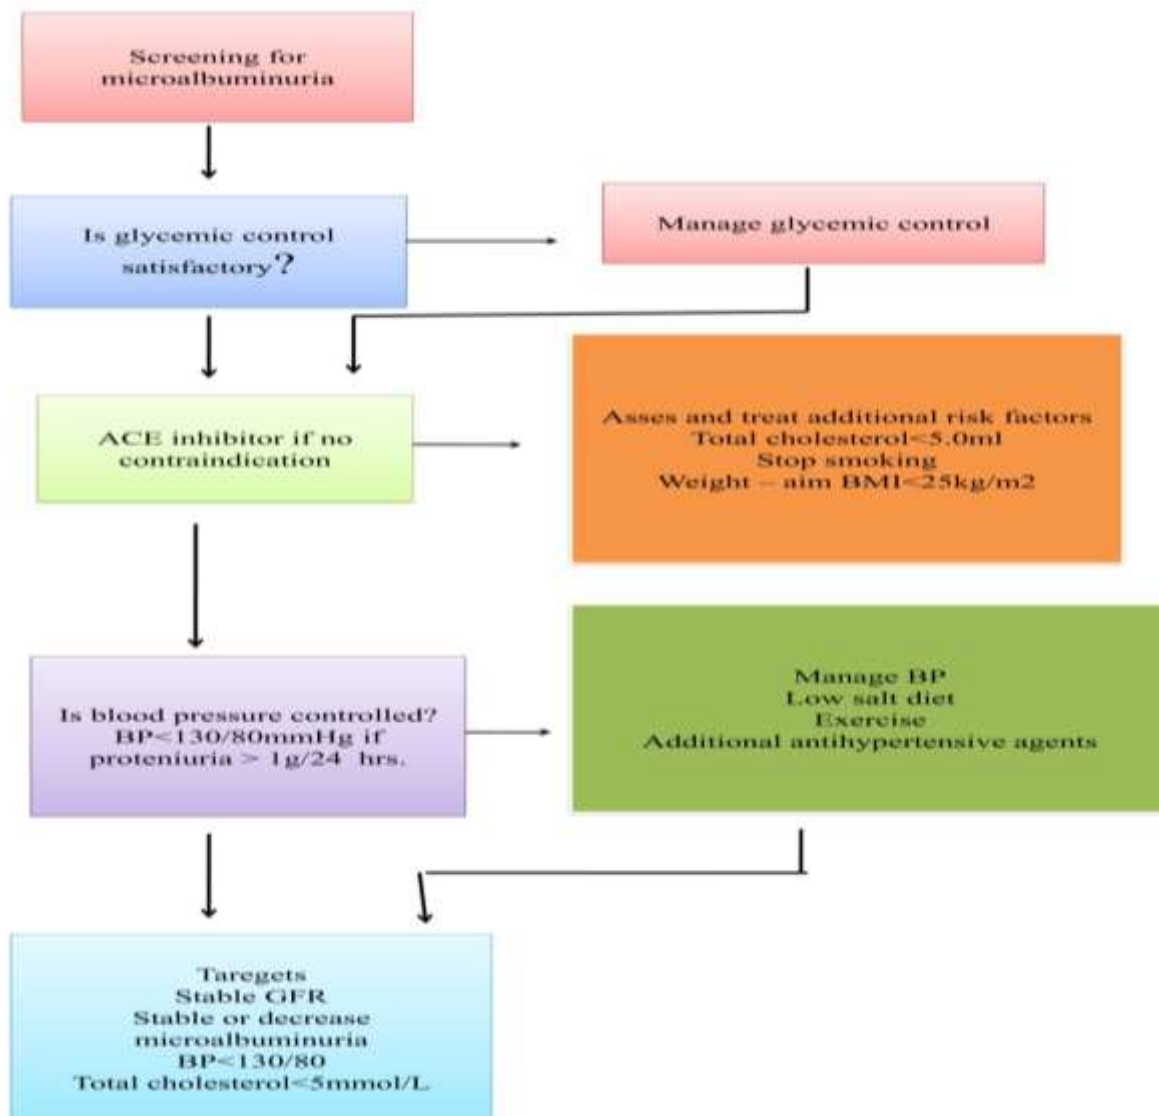 Screening for
microalbuminuria
Is glycemic control
satisfactory?
Manage glycemic control
ACE inhibitor if no
contraindication
Asses and treat additional risk factors
Total cholesterol<5.0ml
Stop smoking
Weight – aim BMI<25kg/m2
Is blood pressure controlled?
BP<130/80mmHg if
proteniuria > 1g/24 hrs.
Manage BP
Low salt diet
Exercise
Additional antihypertensive agents
Taregets
Stable GFR
Stable or decrease
microalbuminuria
BP<130/80
Total cholesterol<5mmol/L